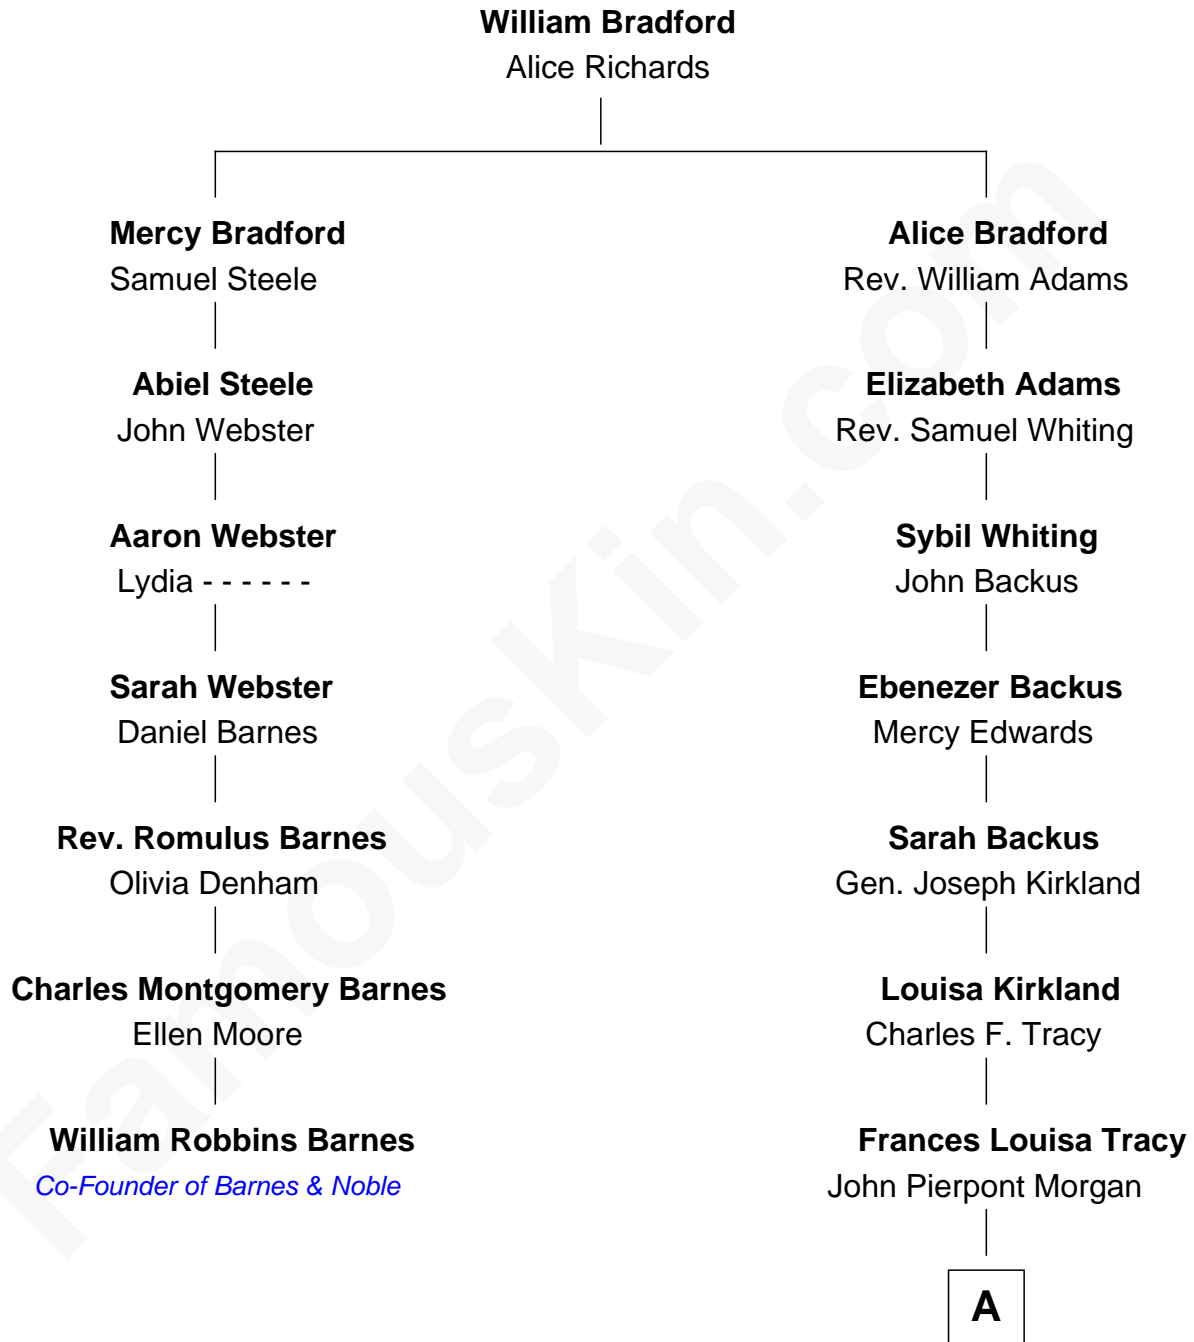 William Bradford
Alice Richards
Mercy Bradford
Samuel Steele
Alice Bradford
Rev. William Adams
Abiel Steele
John Webster
Elizabeth Adams
Rev. Samuel Whiting
Aaron Webster
Lydia - - - - - -
Sybil Whiting
John Backus
Sarah Webster
Daniel Barnes
Ebenezer Backus
Mercy Edwards
Rev. Romulus Barnes
Olivia Denham
Sarah Backus
Gen. Joseph Kirkland
Charles Montgomery Barnes
Ellen Moore
Louisa Kirkland
Charles F. Tracy
William Robbins Barnes
Co-Founder of Barnes & Noble
Frances Louisa Tracy
John Pierpont Morgan
A
FamousKin.com